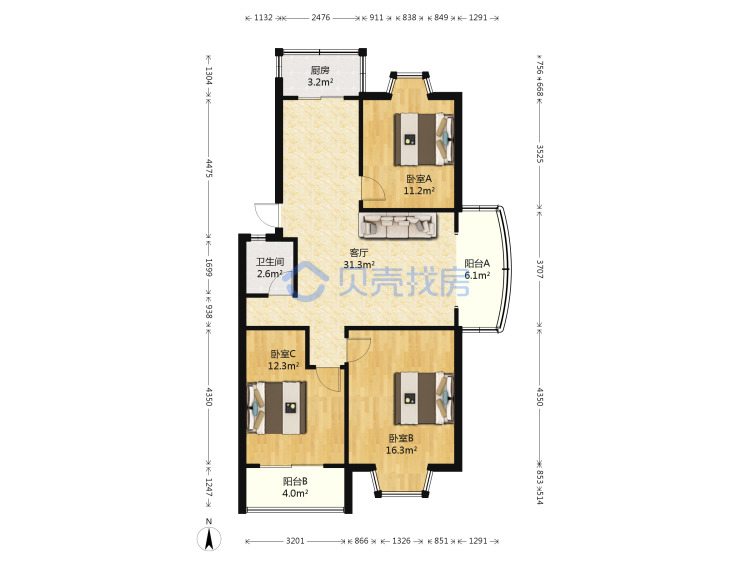 1132 2476 911 838 849 1291
1304 4475 1699 938 4350 1247
756 668 3525 3707 4350 853 514
厨房
3.2m²
卧室A
11.2m²
客厅
31.3m²
卫生间
2.6m²
阳台A
6.1m²
贝壳找房
卧室C
12.3m²
卧室B
16.3m²
阳台B
4.0m²
N
3201 866 1326 851 1291